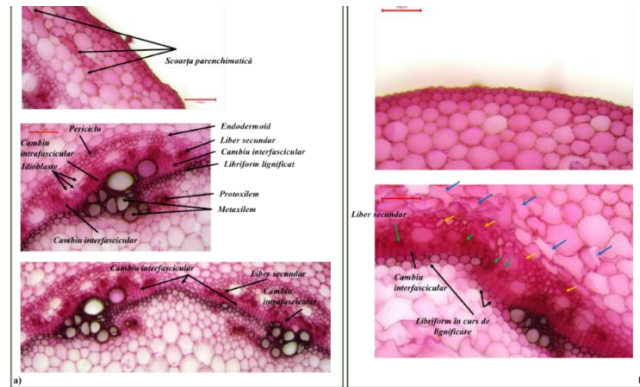 Scoarța parenchimatică
Periciclu
Cambiu
intrafascicular
Idioblaste
Cambiu interfascicular
Endodermoid
Liber secundar
Cambiu interfascicular
Libriform lignificat
Protoxilem
Metaxilem
Cambiu interfascicular
Liber secundar
Cambiu
intrafascicular
a)
Liber secundar
Cambiu
interfascicular
Libriform în curs de
lignificare